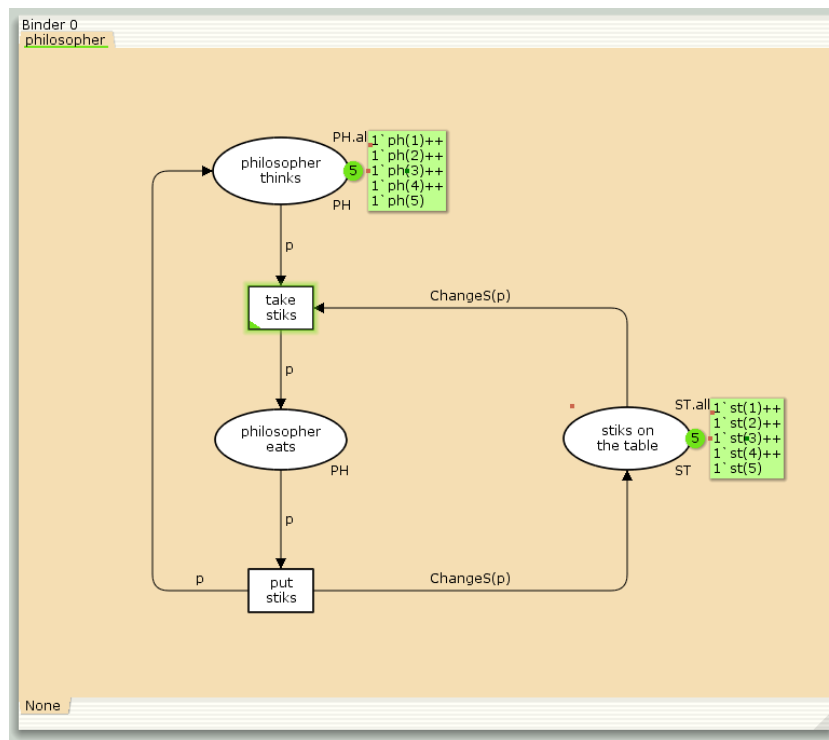 Binder 0
philosopher
PH.al
1`ph(1)++
1`ph(2)++
1`ph(3)++
1`ph(4)++
1`ph(5)
philosopher
thinks
5
PH
p
take
stiks
ChangeS(p)
p
philosopher
eats
PH
ST.all
1`st(1)++
1`st(2)++
1`st(3)++
1`st(4)++
1`st(5)
stiks on
the table
5
ST
p
p
put
stiks
ChangeS(p)
None